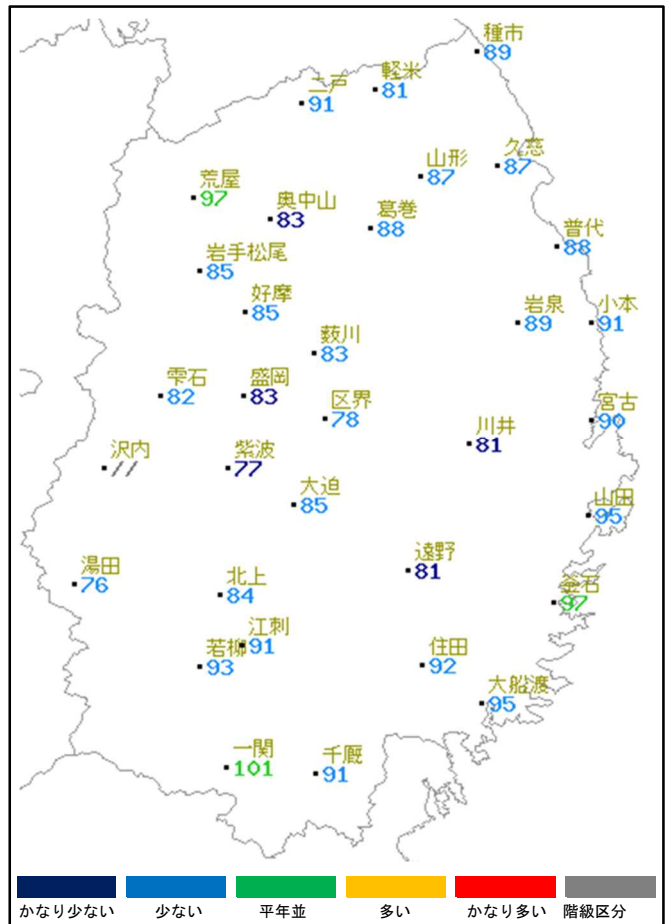 種市
89
軽米
81
二戸
91
久慈
87
山形
87
荒屋
97
奥中山
83
葛巻
88
普代
88
岩手松尾
85
好摩
85
岩泉
89
小本
91
薮川
83
雫石
82
盛岡
83
区界
78
宮古
90
川井
81
沢内
//
紫波
77
大迫
85
山田
95
遠野
81
湯田
76
北上
84
釜石
97
江刺
91
若柳
93
住田
92
大船渡
95
一関
101
千厩
91
かなり少ない 少ない 平年並 多い かなり多い 階級区分